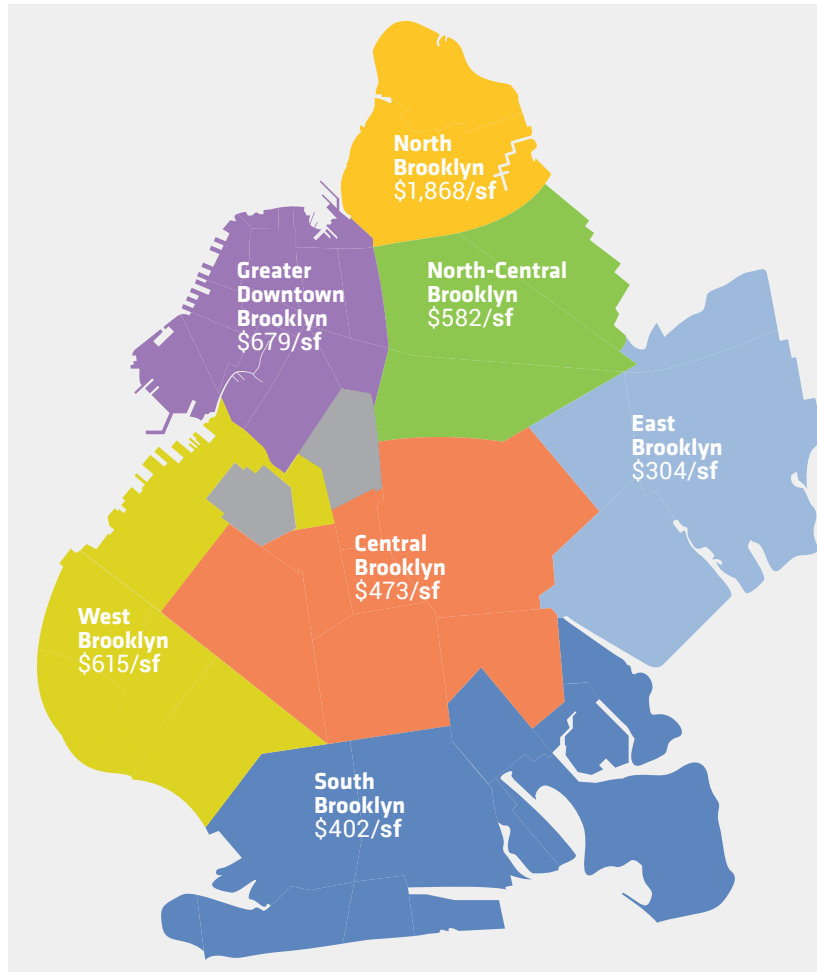 North
Brooklyn
$1,868/sf
Greater
Downtown
Brooklyn
$679/sf
North-Central
Brooklyn
$582/sf
East
Brooklyn
$304/sf
Central
Brooklyn
$473/sf
West
Brooklyn
$615/sf
South
Brooklyn
$402/sf